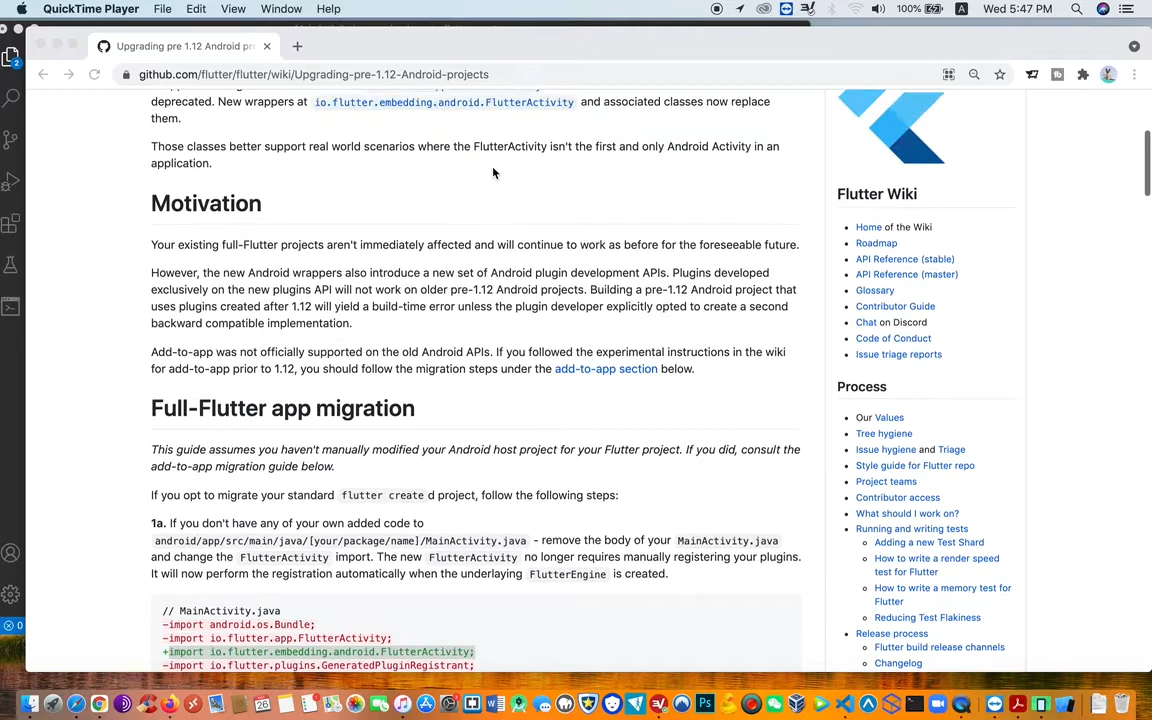 QuickTime Player File Edit View Window Help 100% A Wed 5:47 PM
Upgrading pre 1.12 Android pr
github.com/flutter/flutter/wiki/Upgrading-pre-1.12-Android-projects
deprecated. New wrappers at io.flutter.embedding.android.FlutterActivity and associated classes now replace
them.
Those classes better support real world scenarios where the FlutterActivity isn't the first and only Android Activity in an
application.
Motivation
Your existing full-Flutter projects aren't immediately affected and will continue to work as before for the foreseeable future.
However, the new Android wrappers also introduce a new set of Android plugin development APIs. Plugins developed
exclusively on the new plugins API will not work on older pre-1.12 Android projects. Building a pre-1.12 Android project that
uses plugins created after 1.12 will yield a build-time error unless the plugin developer explicitly opted to create a second
backward compatible implementation.
Add-to-app was not officially supported on the old Android APIs. If you followed the experimental instructions in the wiki
for add-to-app prior to 1.12, you should follow the migration steps under the add-to-app section below.
Full-Flutter app migration
This guide assumes you haven't manually modified your Android host project for your Flutter project. If you did, consult the
add-to-app migration guide below.
If you opt to migrate your standard flutter create d project, follow the following steps:
1a. If you don't have any of your own added code to
android/app/src/main/java/[your/package/name]/MainActivity.java - remove the body of your MainActivity.java
and change the FlutterActivity import. The new FlutterActivity no longer requires manually registering your plugins.
It will now perform the registration automatically when the underlaying FlutterEngine is created.
// MainActivity.java
-import android.os.Bundle;
-import io.flutter.app.FlutterActivity;
+import io.flutter.embedding.android.FlutterActivity;
-import io.flutter.plugins.GeneratedPluginRegistrant;
Flutter Wiki
Home of the Wiki
Roadmap
API Reference (stable)
API Reference (master)
Glossary
Contributor Guide
Chat on Discord
Code of Conduct
Issue triage reports
Process
Our Values
Tree hygiene
Issue hygiene and Triage
Style guide for Flutter repo
Project teams
Contributor access
What should I work on?
Running and writing tests
Adding a new Test Shard
How to write a render speed
test for Flutter
How to write a memory test for
Flutter
Reducing Test Flakiness
Release process
Flutter build release channels
Changelog
2
0
26
Ps